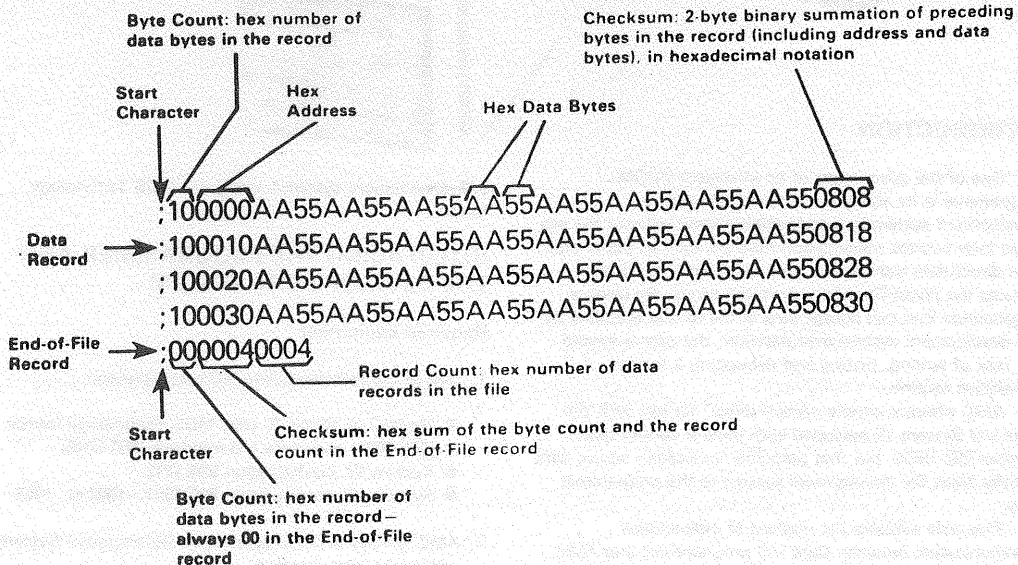 Byte Count: hex number of
data bytes in the record
Checksum: 2-byte binary summation of preceding
bytes in the record (including address and data
bytes), in hexadecimal notation
Start
Character
Hex
Address
Hex Data Bytes
;100000AA55AA55AA55AA55AA55AA55AA55AA550808
Data
Record
;100010AA55AA55AA55AA55AA55AA55AA55AA550818
;100020AA55AA55AA55AA55AA55AA55AA55AA550828
;100030AA55AA55AA55AA55AA55AA55AA55AA550830
End-of-File
Record
;0000040004
Record Count: hex number of data
records in the file
Start
Character
Checksum: hex sum of the byte count and the record
count in the End-of-File record
Byte Count: hex number of
data bytes in the record—
always 00 in the End-of-File
record